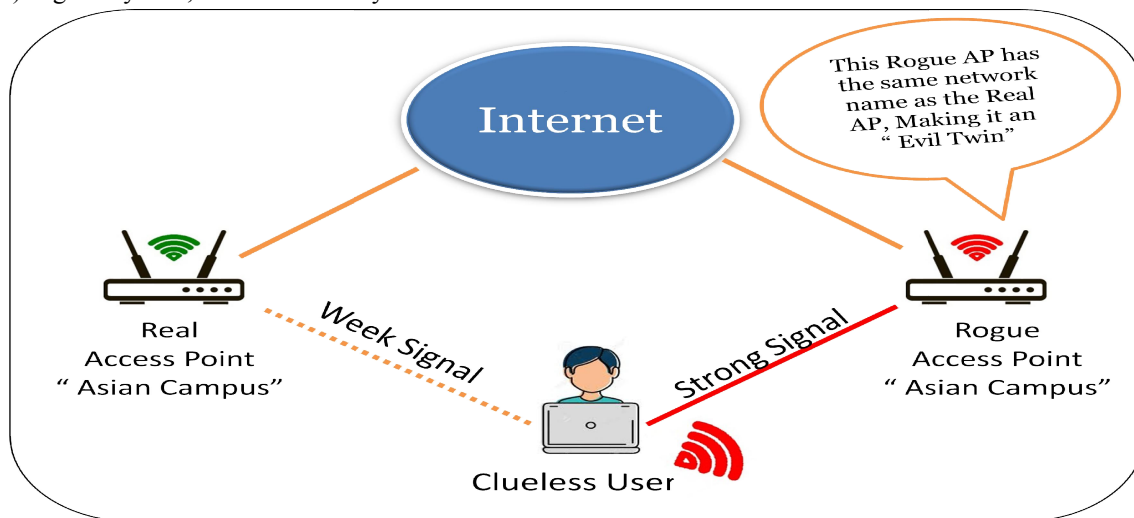 Internet
This Rogue AP has
the same network
name as the Real
AP, Making it an
“ Evil Twin”
Real
Access Point
“ Asian Campus”
Week Signal
Strong Signal
Rogue
Access Point
“ Asian Campus”
Clueless User